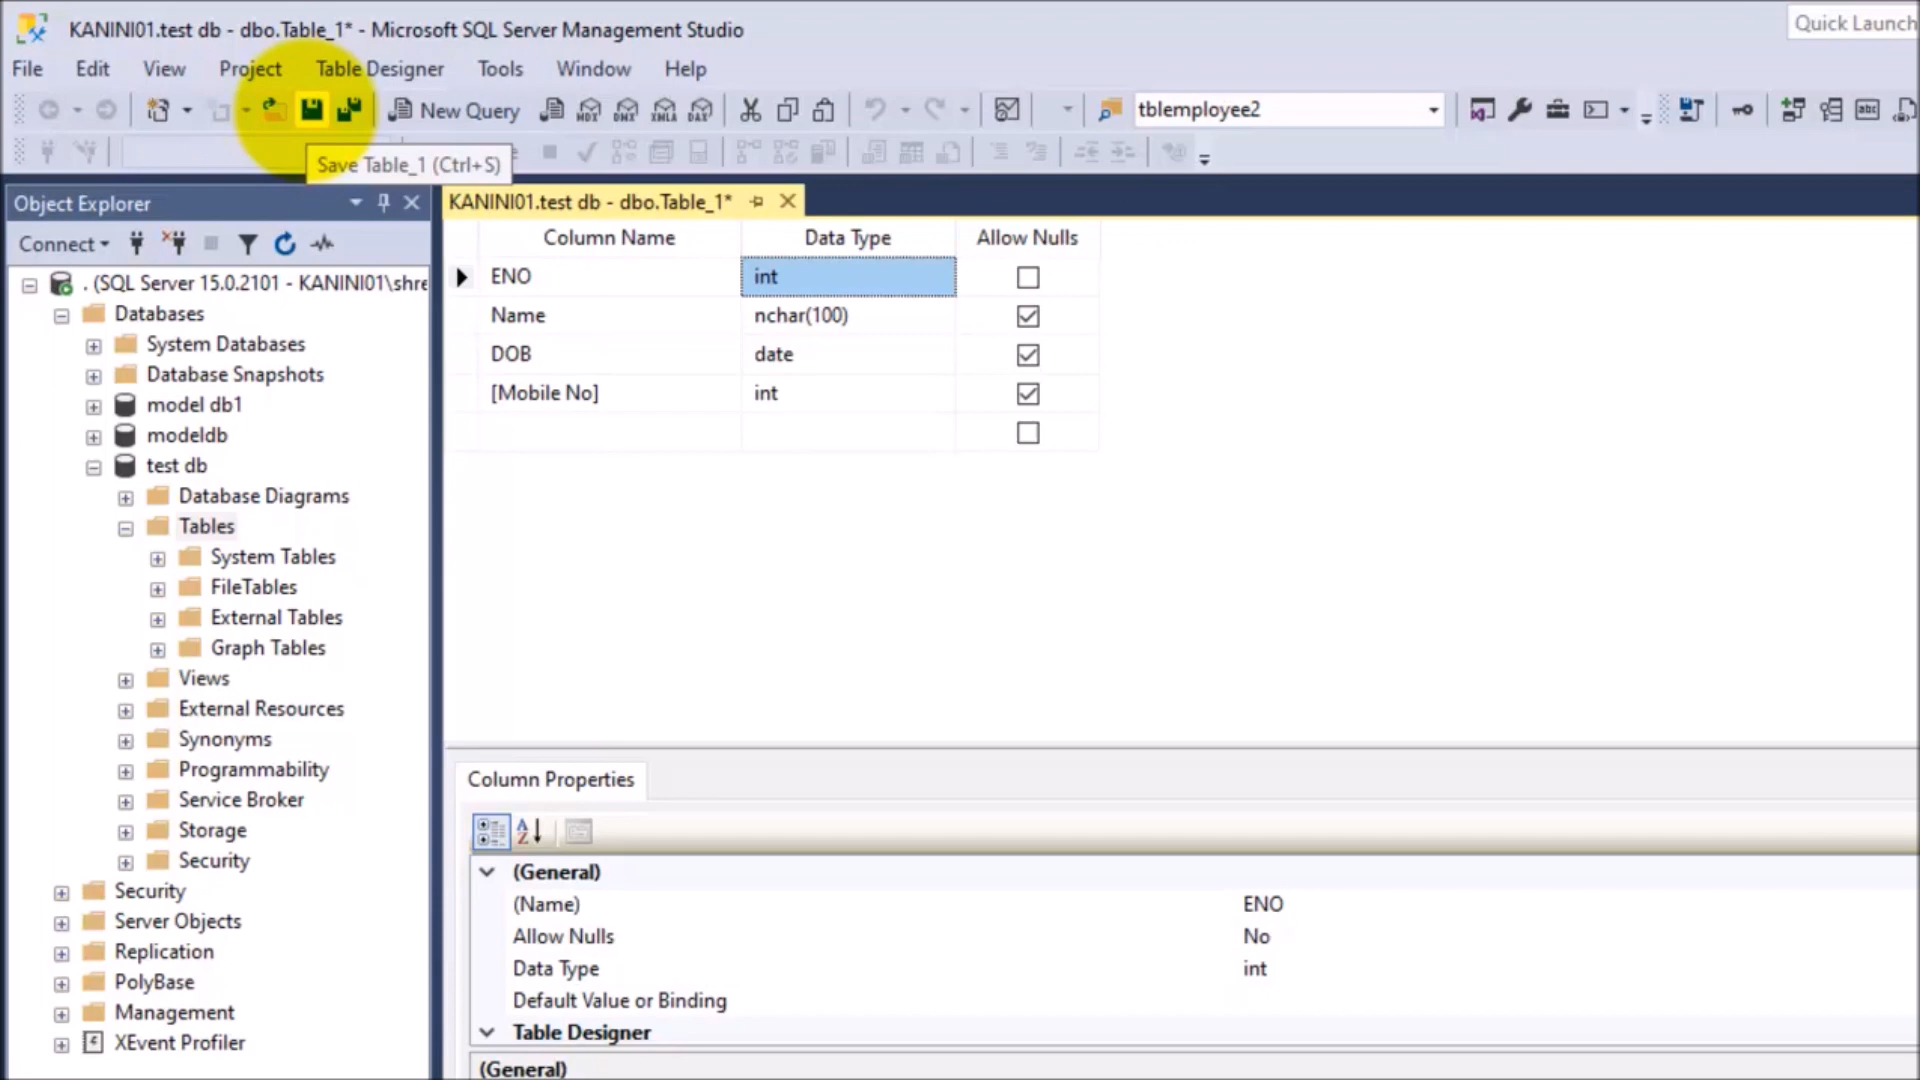 KANINI01.test db - dbo.Table_1* - Microsoft SQL Server Management Studio
Quick Launch
File Edit View Project Table Designer Tools Window Help
New Query
MDX
DMX
XMLA
DAX
tblemployee2
abc
Save Table_1 (Ctrl+S)
Object Explorer
KANINI01.test db - dbo.Table_1*
Connect
Column Name Data Type Allow Nulls
ENO int
Name nchar(100)
DOB date
[Mobile No] int
. (SQL Server 15.0.2101 - KANINI01\shre
Databases
System Databases
Database Snapshots
model db1
modeldb
test db
Database Diagrams
Tables
System Tables
FileTables
External Tables
Graph Tables
Views
External Resources
Synonyms
Programmability
Service Broker
Storage
Security
Security
Server Objects
Replication
PolyBase
Management
XEvent Profiler
Column Properties
(General)
(Name) ENO
Allow Nulls No
Data Type int
Default Value or Binding
Table Designer
(General)